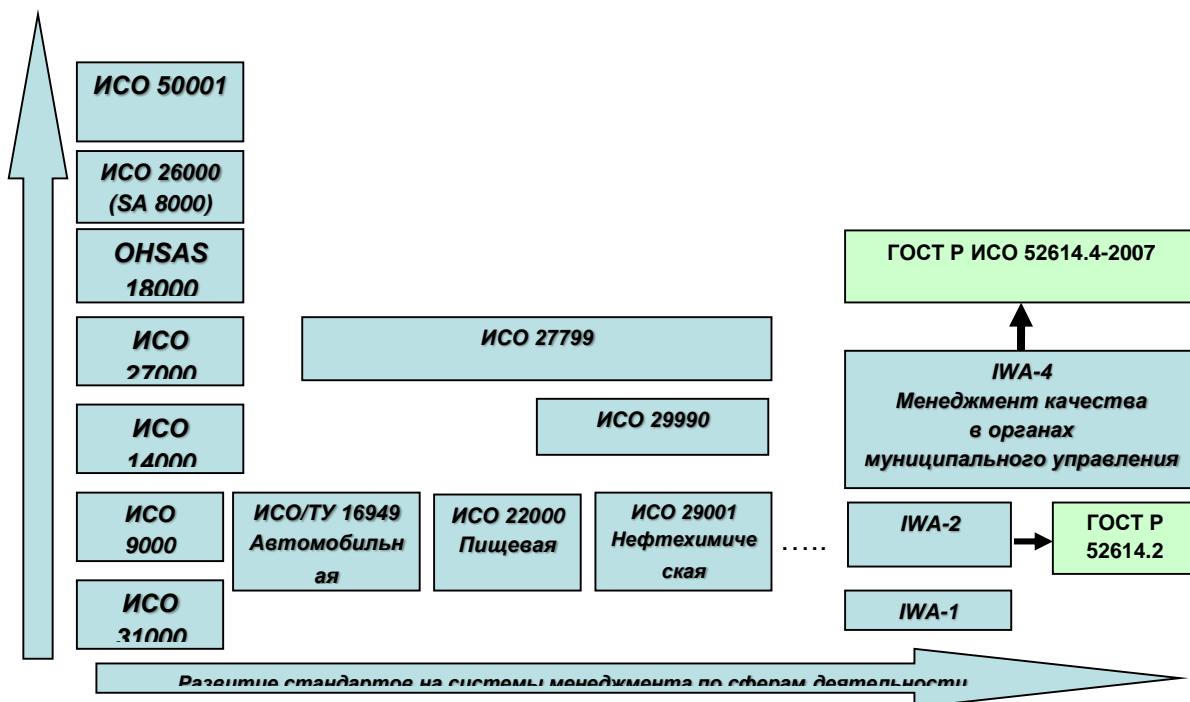 ИСО 50001
ИСО 26000
(SA 8000)
OHSAS
18000
ГОСТ Р ИСО 52614.4-2007
ИСО
27000
ИСО 27799
IWA-4
Менеджмент качества
в органах
муниципального управления
ИСО
14000
ИСО 29990
ИСО
9000
ИСО/ТУ 16949
Автомобильн
ая
ИСО 22000
Пищевая
ИСО 29001
Нефтехимиче
ская
.....
IWA-2
ГОСТ Р
52614.2
ИСО
31000
IWA-1
Развитие стандартов на системы менеджмента по сферам деятельности